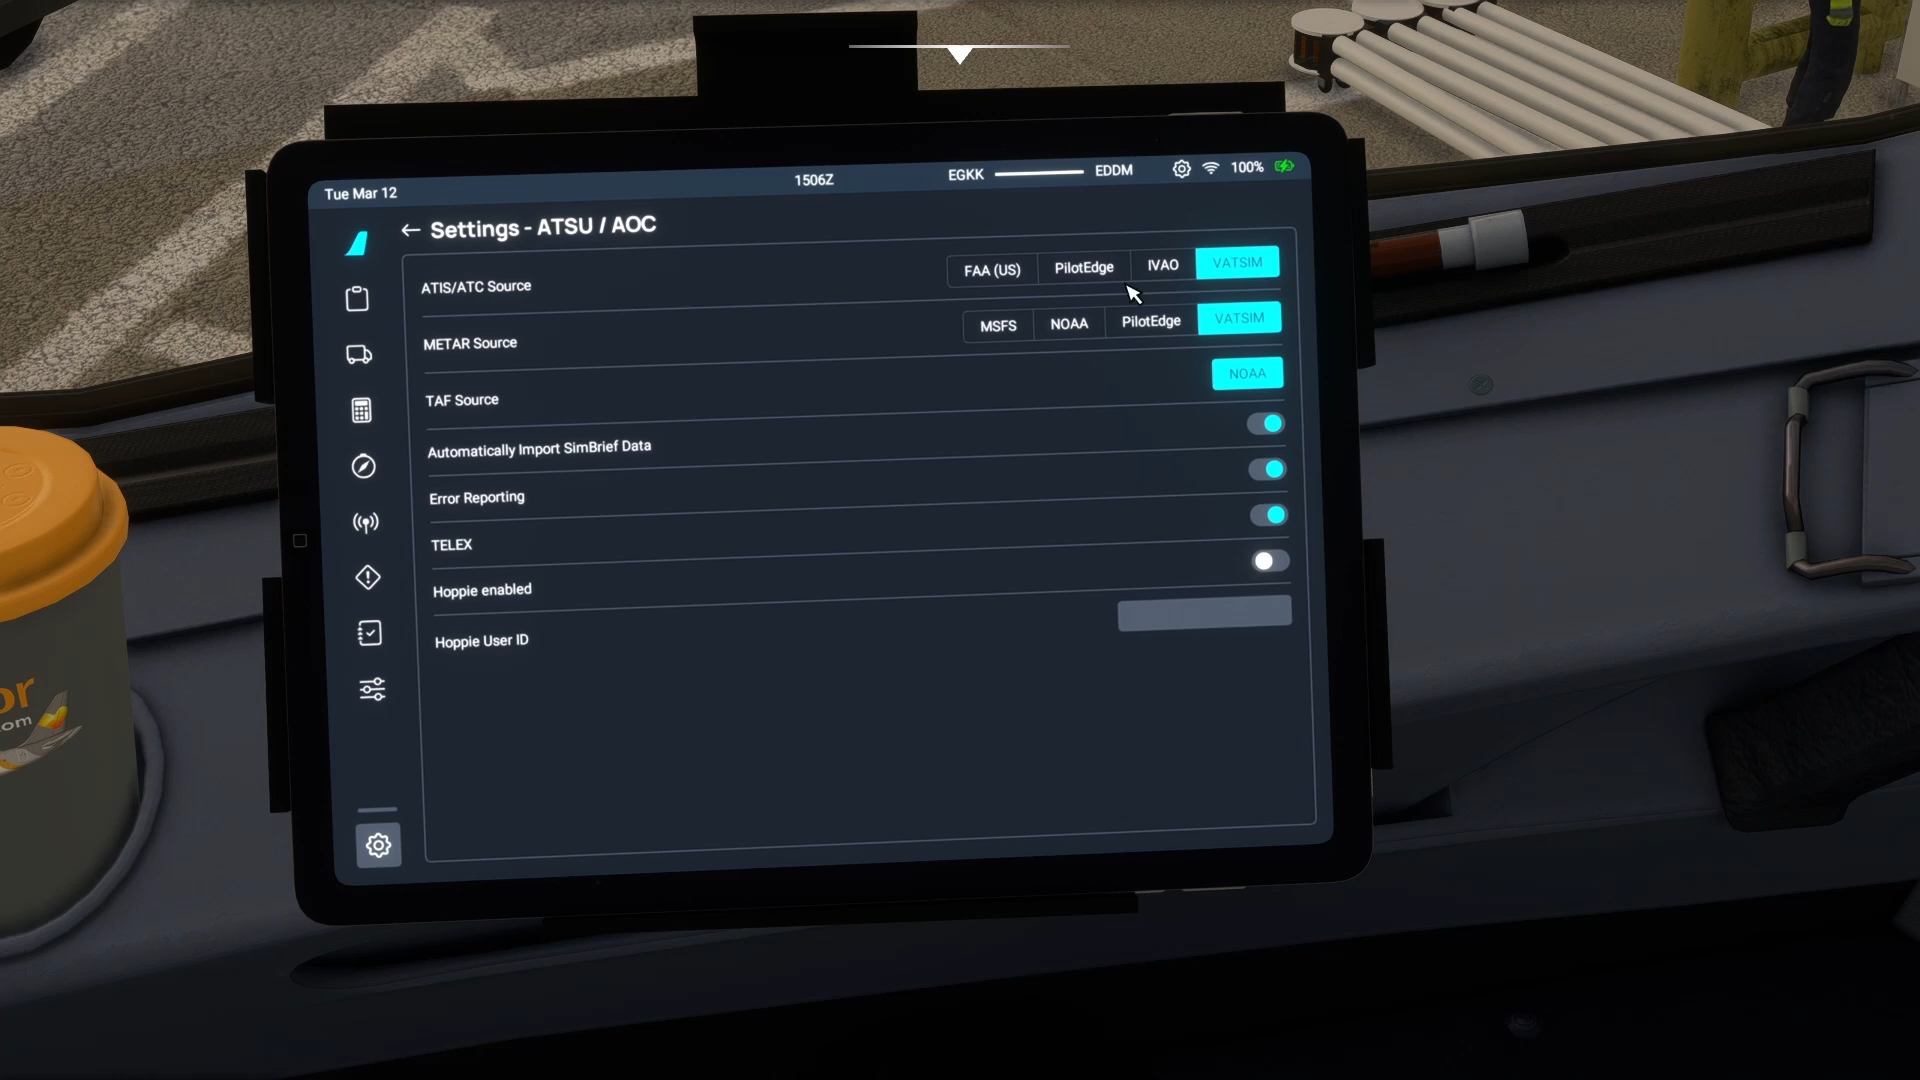 Tue Mar 12
1506Z
EGKK EDDM
100%
Settings - ATSU / AOC
ATIS/ATC Source
FAA (US) PilotEdge IVAO VATSIM
METAR Source
MSFS NOAA PilotEdge VATSIM
TAF Source
NOAA
Automatically Import SimBrief Data
Error Reporting
TELEX
Hoppie enabled
Hoppie User ID
or
om